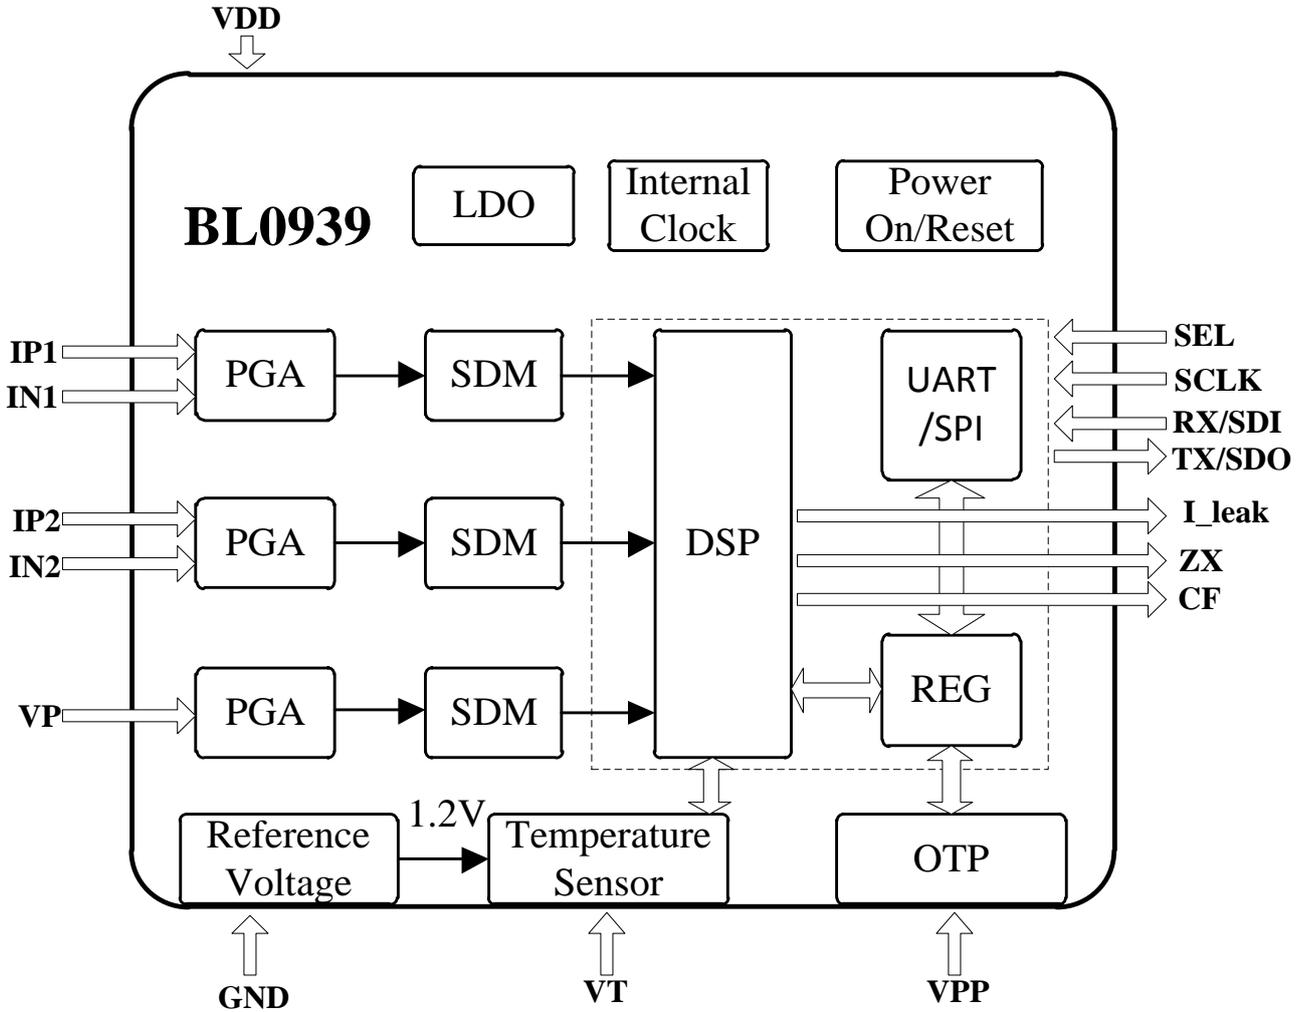 VDD
BL0939
LDO
Internal
Clock
Power
On/Reset
IP1
IN1
PGA
SDM
IP2
IN2
PGA
SDM
VP
PGA
SDM
DSP
UART
/SPI
REG
SEL
SCLK
RX/SDI
TX/SDO
I_leak
ZX
CF
Reference
Voltage
1.2V
Temperature
Sensor
OTP
GND
VT
VPP